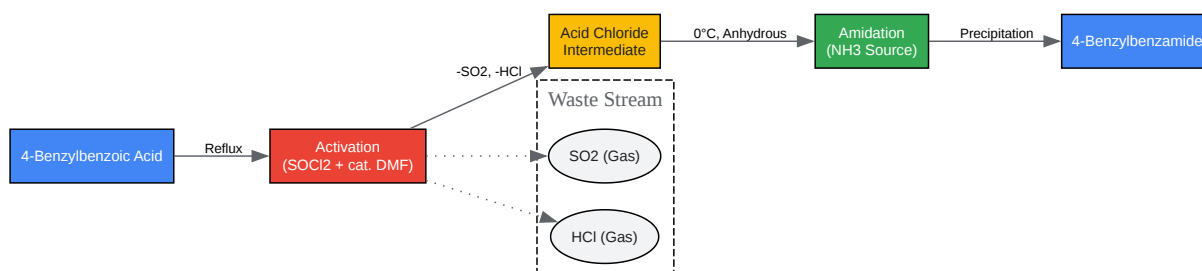 4-Benzylbenzoic Acid
Reflux
Activation
(SOCl2 + cat. DMF)
-SO2, -HCl
Acid Chloride
Intermediate
0°C, Anhydrous
Amidation
(NH3 Source)
Precipitation
4-Benzylbenzamide
Waste Stream
SO2 (Gas)
HCl (Gas)